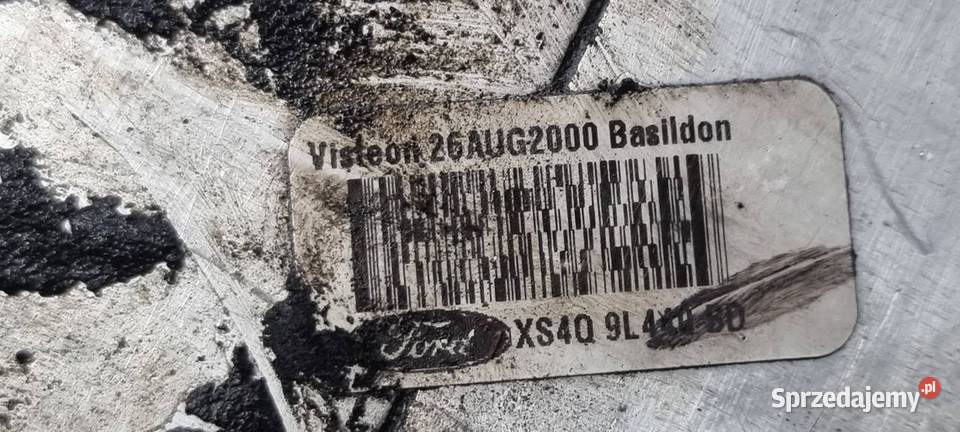 Visteon 26AUG2000 Basildon
Ford XS4Q
Sprzedajemy.pl